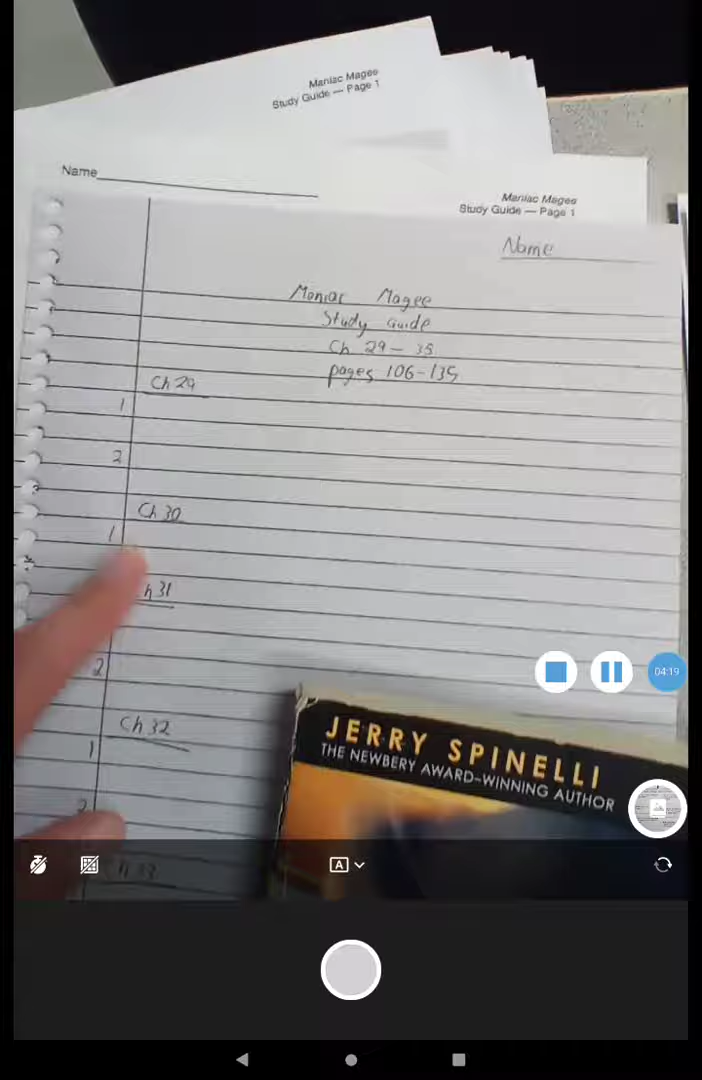 Maniac Magee
Study Guide — Page 1
Name
Maniac Magee
Study Guide — Page 1
Name
Maniac Magee
Study Guide
Ch 29 - 35
pages 106-135
Ch 29
1
2
Ch 30
1
h 31
2
Ch 32
1
2
JERRY SPINELLI
THE NEWBERY AWARD-WINNING AUTHOR
04:19
A